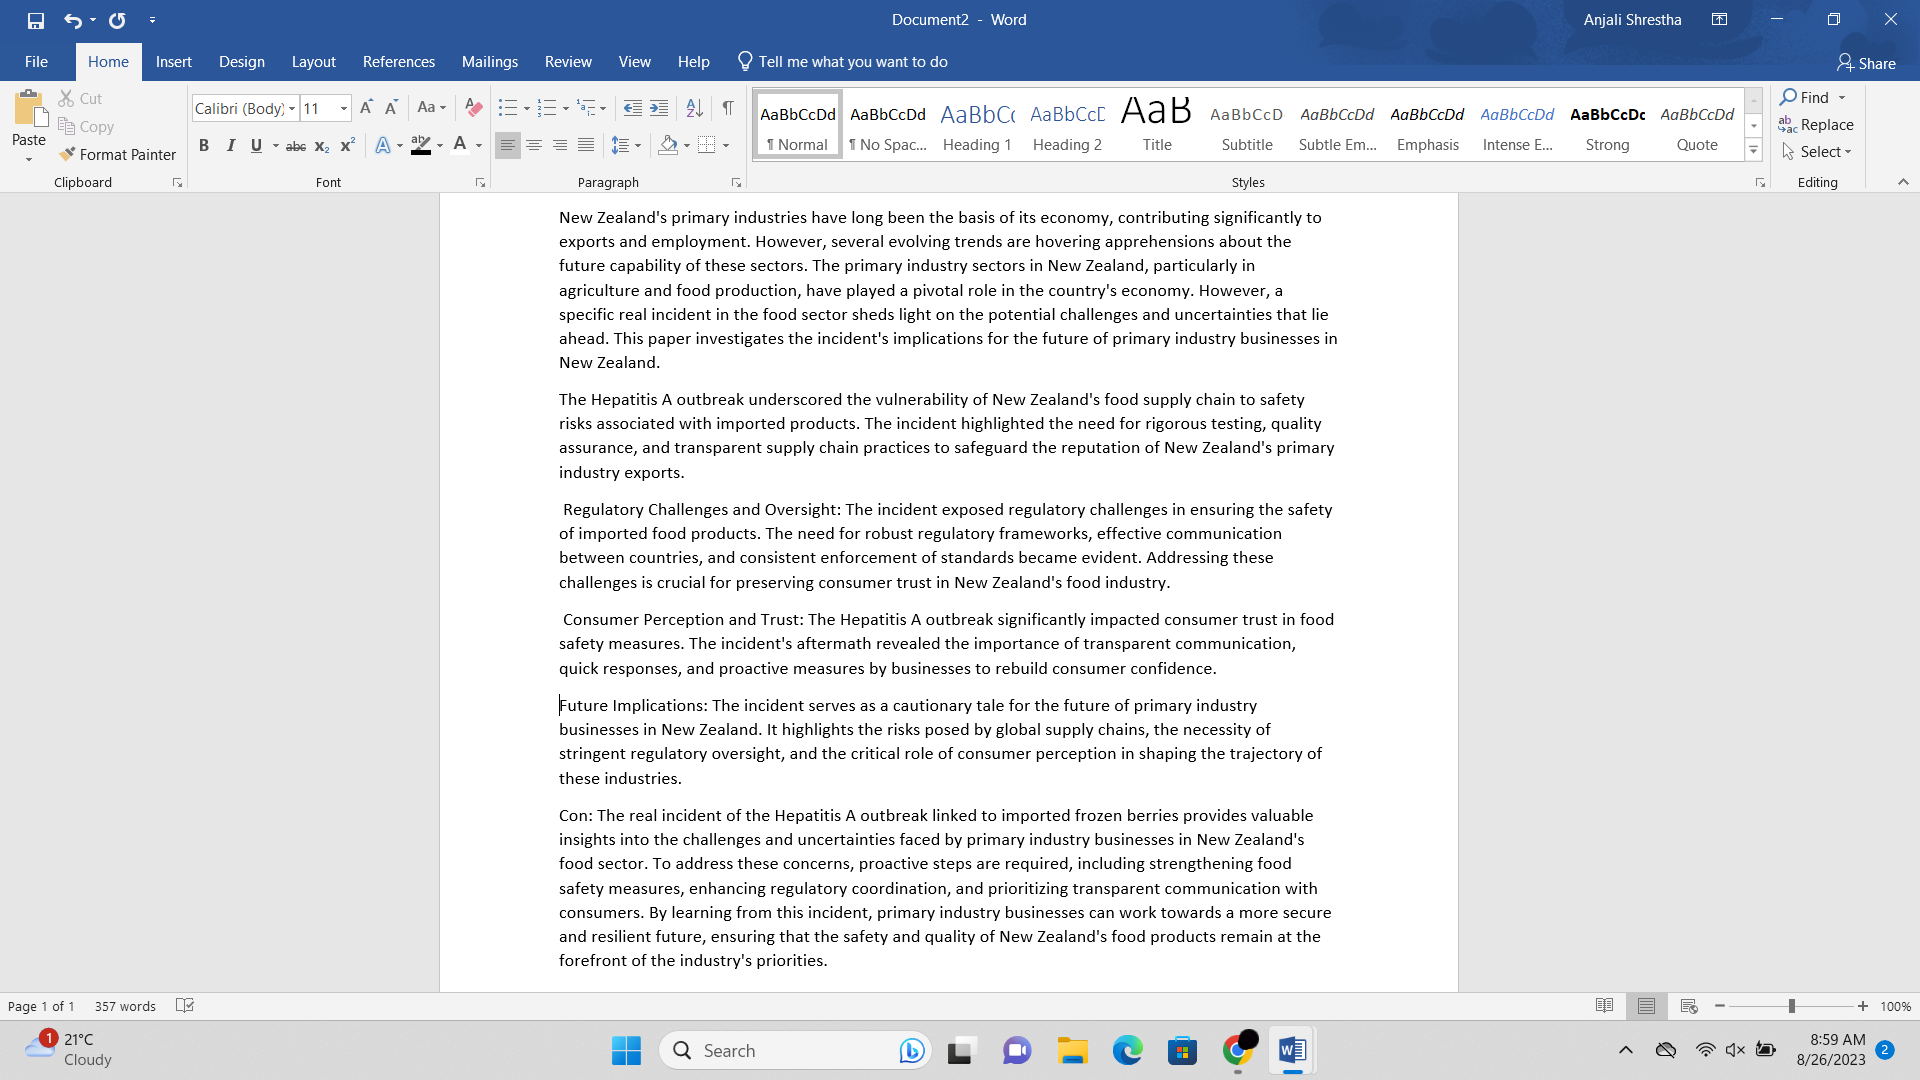 Document2 - Word
Anjali Shrestha
File Home Insert Design Layout References Mailings Review View Help Tell me what you want to do
Share
Paste
Cut
Copy
Format Painter
Clipboard
Calibri (Body) 11
Aa
B I U abc x₂ x² A ab A
Font
Paragraph
AaBbCcDd AaBbCcDd AaBbC AaBbCcD AaB AaBbCcD AaBbCcDd AaBbCcDd AaBbCcDd AaBbCcDc AaBbCcDd
¶ Normal ¶ No Spac... Heading 1 Heading 2 Title Subtitle Subtle Em... Emphasis Intense E... Strong Quote
Styles
Find
Replace
Select
Editing
New Zealand's primary industries have long been the basis of its economy, contributing significantly to
exports and employment. However, several evolving trends are hovering apprehensions about the
future capability of these sectors. The primary industry sectors in New Zealand, particularly in
agriculture and food production, have played a pivotal role in the country's economy. However, a
specific real incident in the food sector sheds light on the potential challenges and uncertainties that lie
ahead. This paper investigates the incident's implications for the future of primary industry businesses in
New Zealand.
The Hepatitis A outbreak underscored the vulnerability of New Zealand's food supply chain to safety
risks associated with imported products. The incident highlighted the need for rigorous testing, quality
assurance, and transparent supply chain practices to safeguard the reputation of New Zealand's primary
industry exports.
Regulatory Challenges and Oversight: The incident exposed regulatory challenges in ensuring the safety
of imported food products. The need for robust regulatory frameworks, effective communication
between countries, and consistent enforcement of standards became evident. Addressing these
challenges is crucial for preserving consumer trust in New Zealand's food industry.
Consumer Perception and Trust: The Hepatitis A outbreak significantly impacted consumer trust in food
safety measures. The incident's aftermath revealed the importance of transparent communication,
quick responses, and proactive measures by businesses to rebuild consumer confidence.
Future Implications: The incident serves as a cautionary tale for the future of primary industry
businesses in New Zealand. It highlights the risks posed by global supply chains, the necessity of
stringent regulatory oversight, and the critical role of consumer perception in shaping the trajectory of
these industries.
Con: The real incident of the Hepatitis A outbreak linked to imported frozen berries provides valuable
insights into the challenges and uncertainties faced by primary industry businesses in New Zealand's
food sector. To address these concerns, proactive steps are required, including strengthening food
safety measures, enhancing regulatory coordination, and prioritizing transparent communication with
consumers. By learning from this incident, primary industry businesses can work towards a more secure
and resilient future, ensuring that the safety and quality of New Zealand's food products remain at the
forefront of the industry's priorities.
Page 1 of 1 357 words
100%
1 21°C
Cloudy
Search
8:59 AM
8/26/2023
2